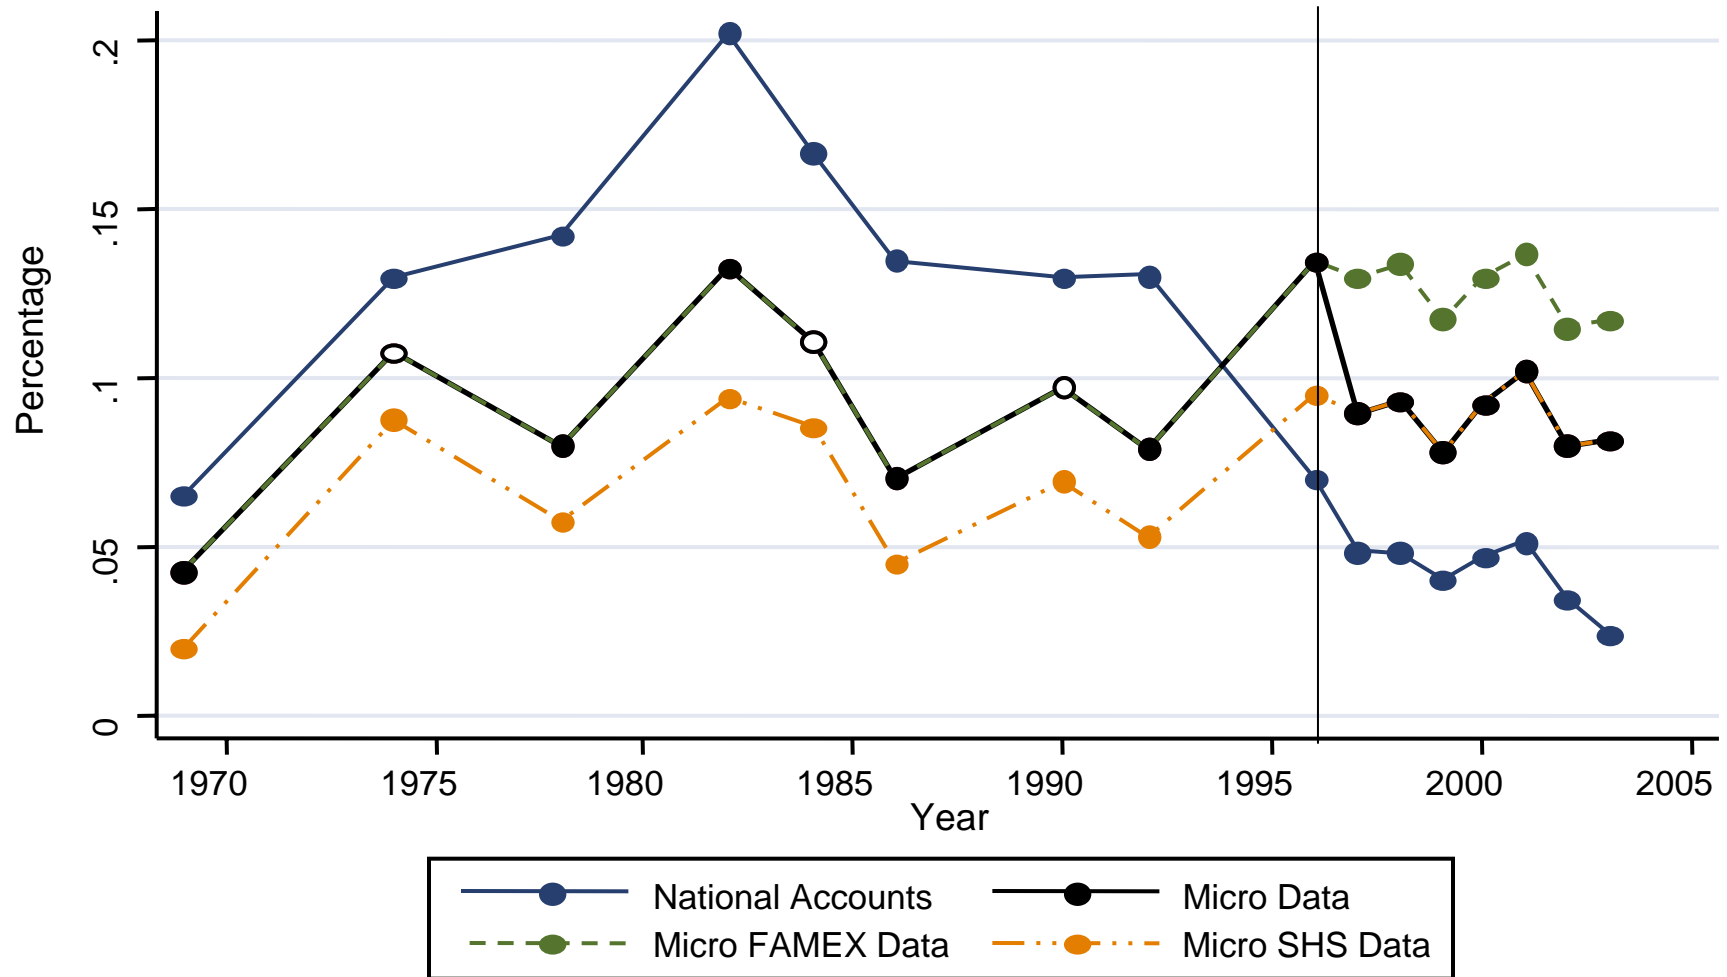 .2
.15
.1
.05
0
Percentage
1970 1975 1980 1985 1990 1995 2000 2005
Year
National Accounts Micro Data
Micro FAMEX Data Micro SHS Data